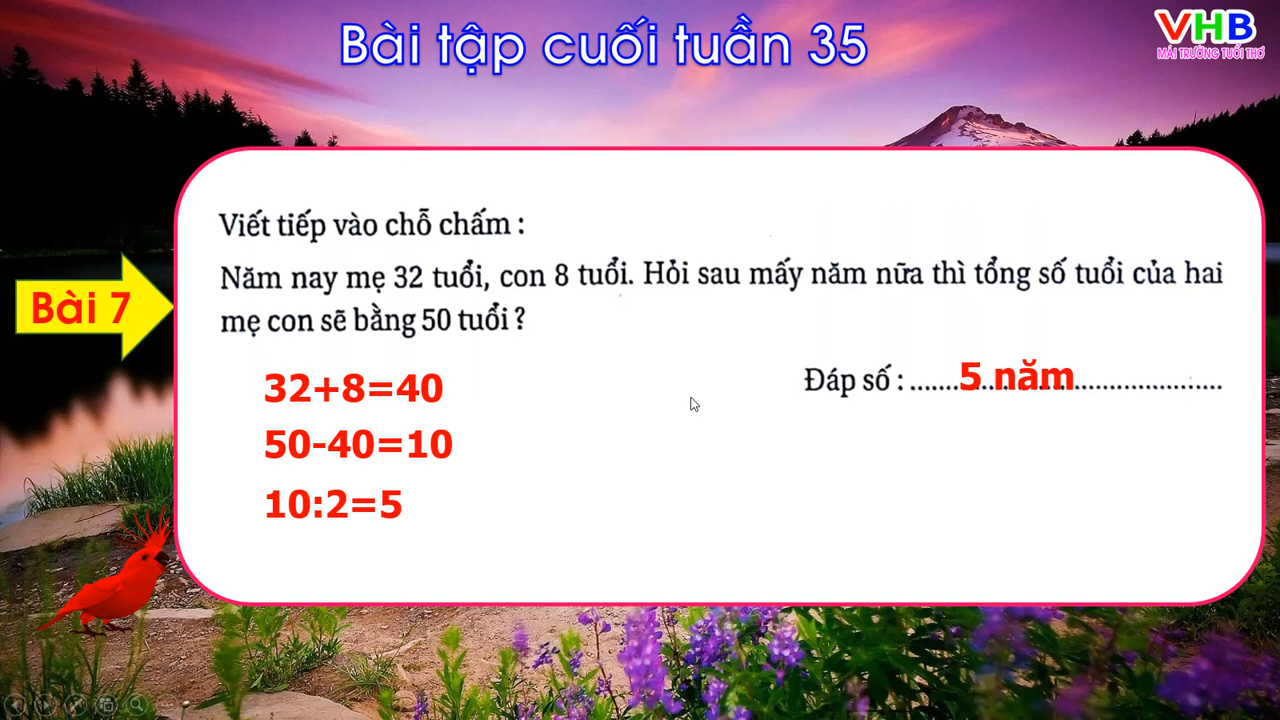 Bài tập cuối tuần 35
VHB
MÁI TRƯỜNG TUỔI THƠ
Bài 7
Viết tiếp vào chỗ chấm :
Năm nay mẹ 32 tuổi, con 8 tuổi. Hỏi sau mấy năm nữa thì tổng số tuổi của hai
mẹ con sẽ bằng 50 tuổi ?
32+8=40
Đáp số : ....... 5 năm ...................
50-40=10
10:2=5